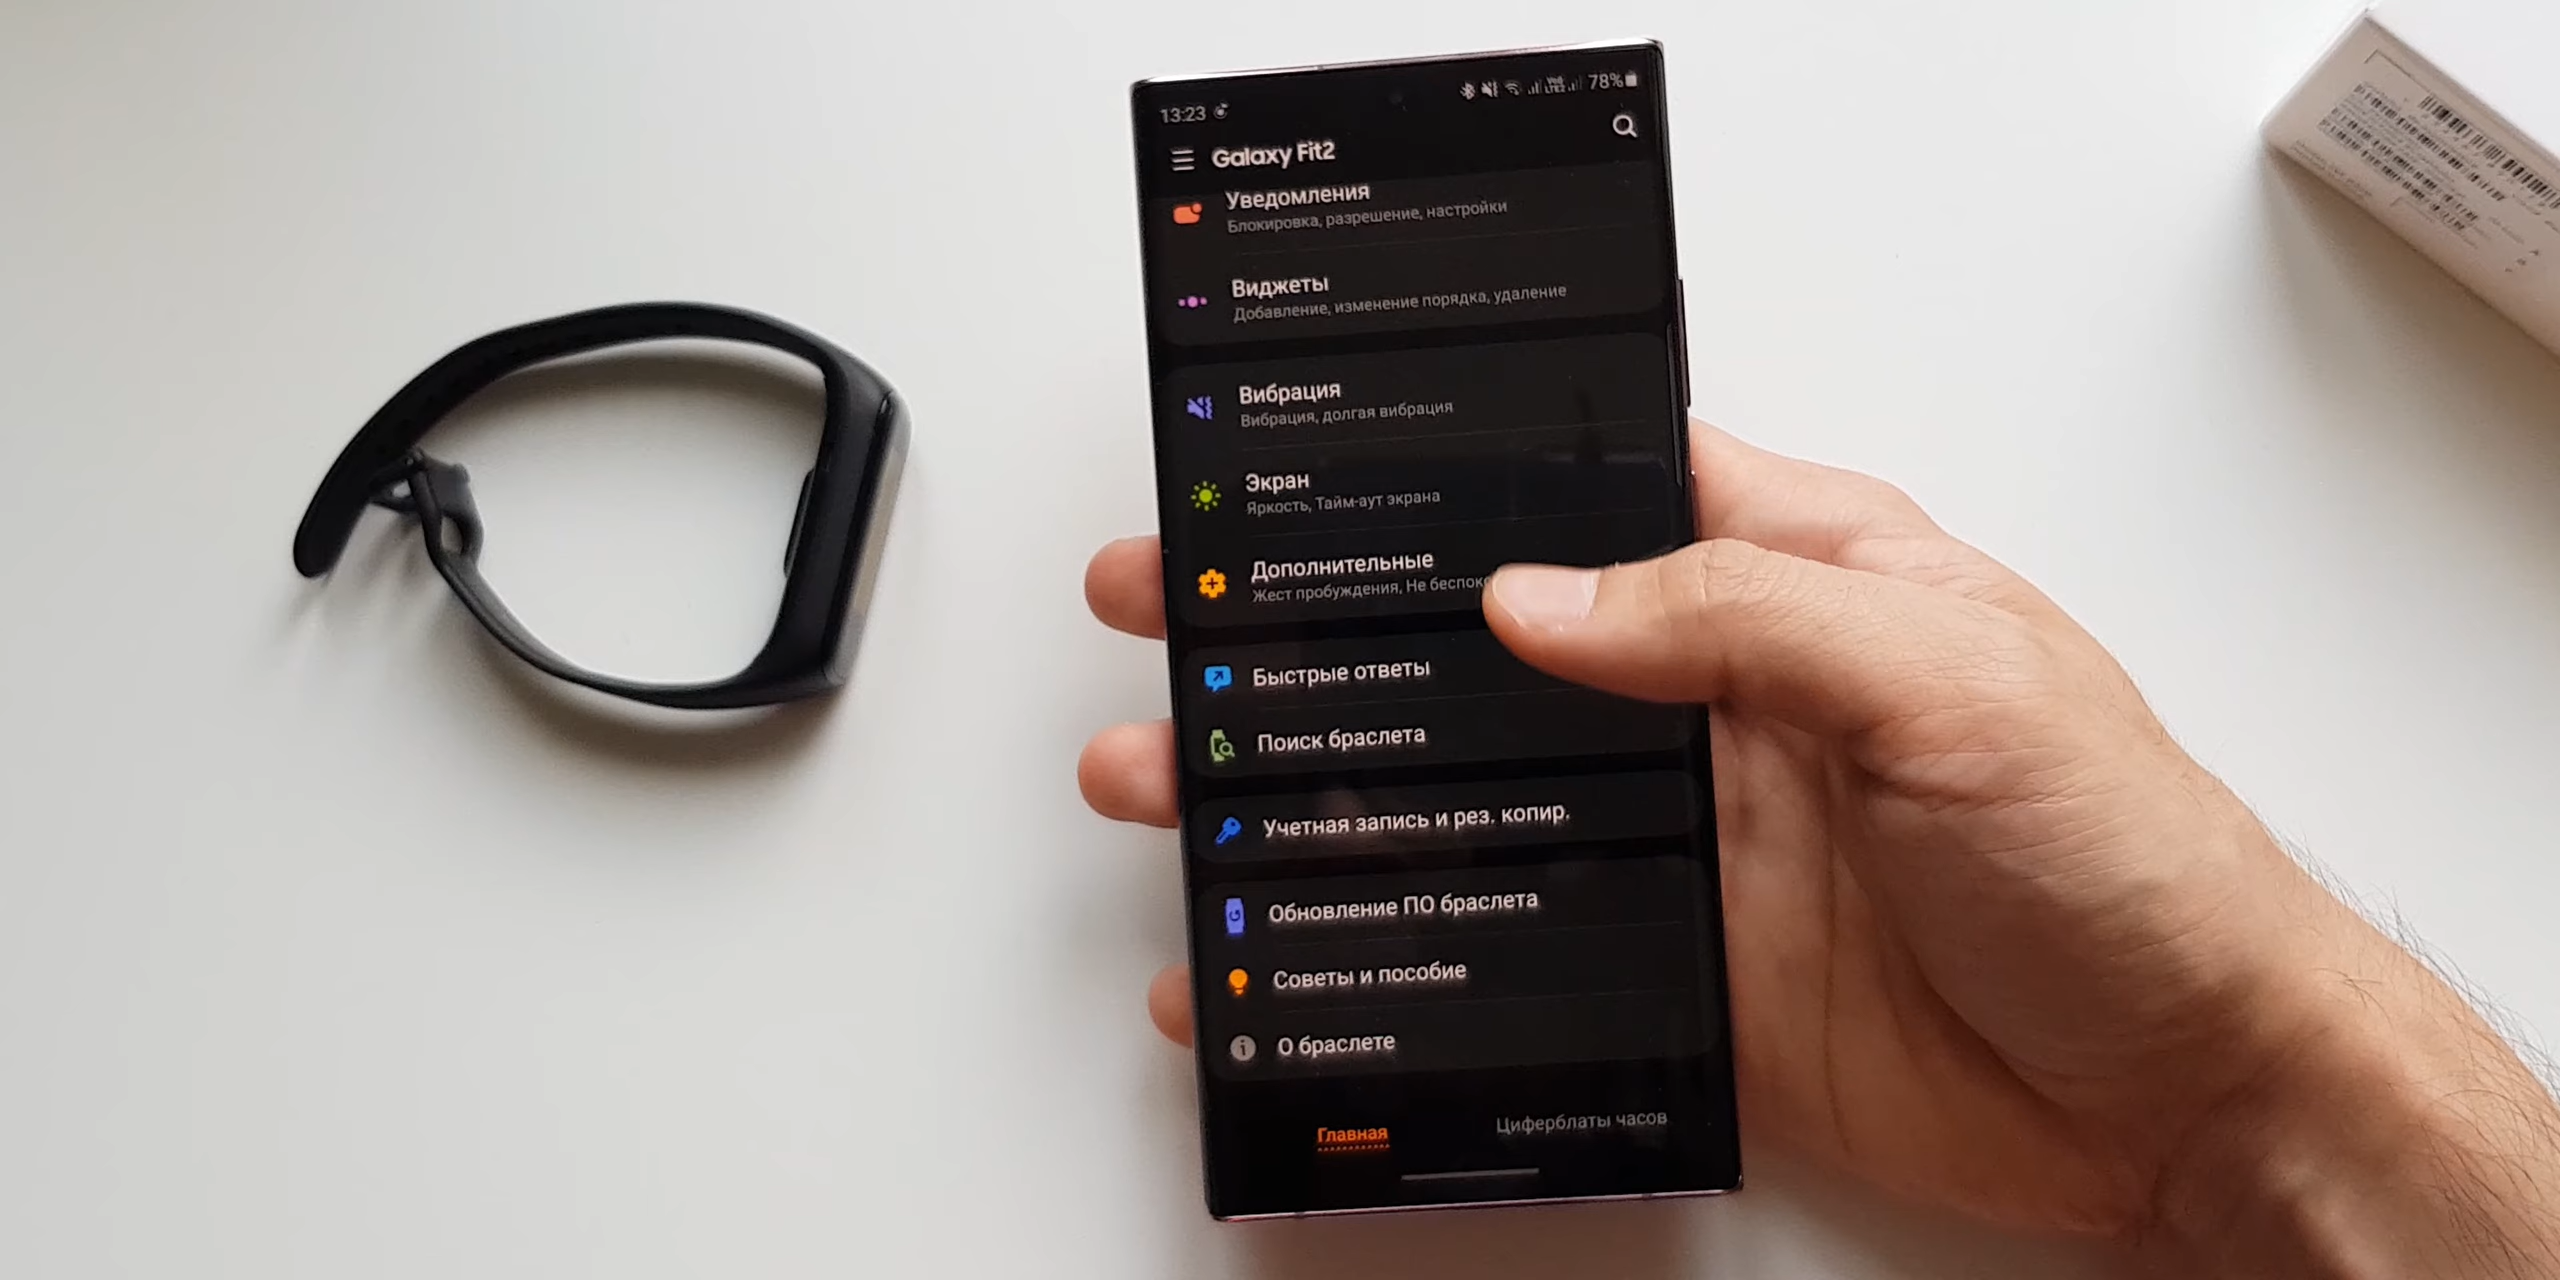 13:23
78%
Galaxy Fit2
Уведомления
Блокировка, разрешение, настройки
Виджеты
Добавление, изменение порядка, удаление
Вибрация
Вибрация, долгая вибрация
Экран
Яркость, Тайм-аут экрана
Дополнительные
Жест пробуждения, Не
Быстрые ответы
Поиск браслета
Учетная запись и рез. копир.
Обновление ПО браслета
Советы и пособие
О браслете
Главная
Циферблаты часов